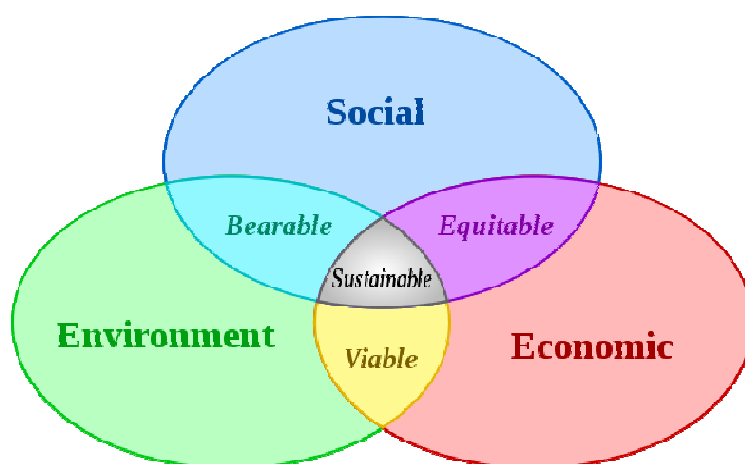 Social
Bearable
Equitable
Sustainable
Environment
Economic
Viable